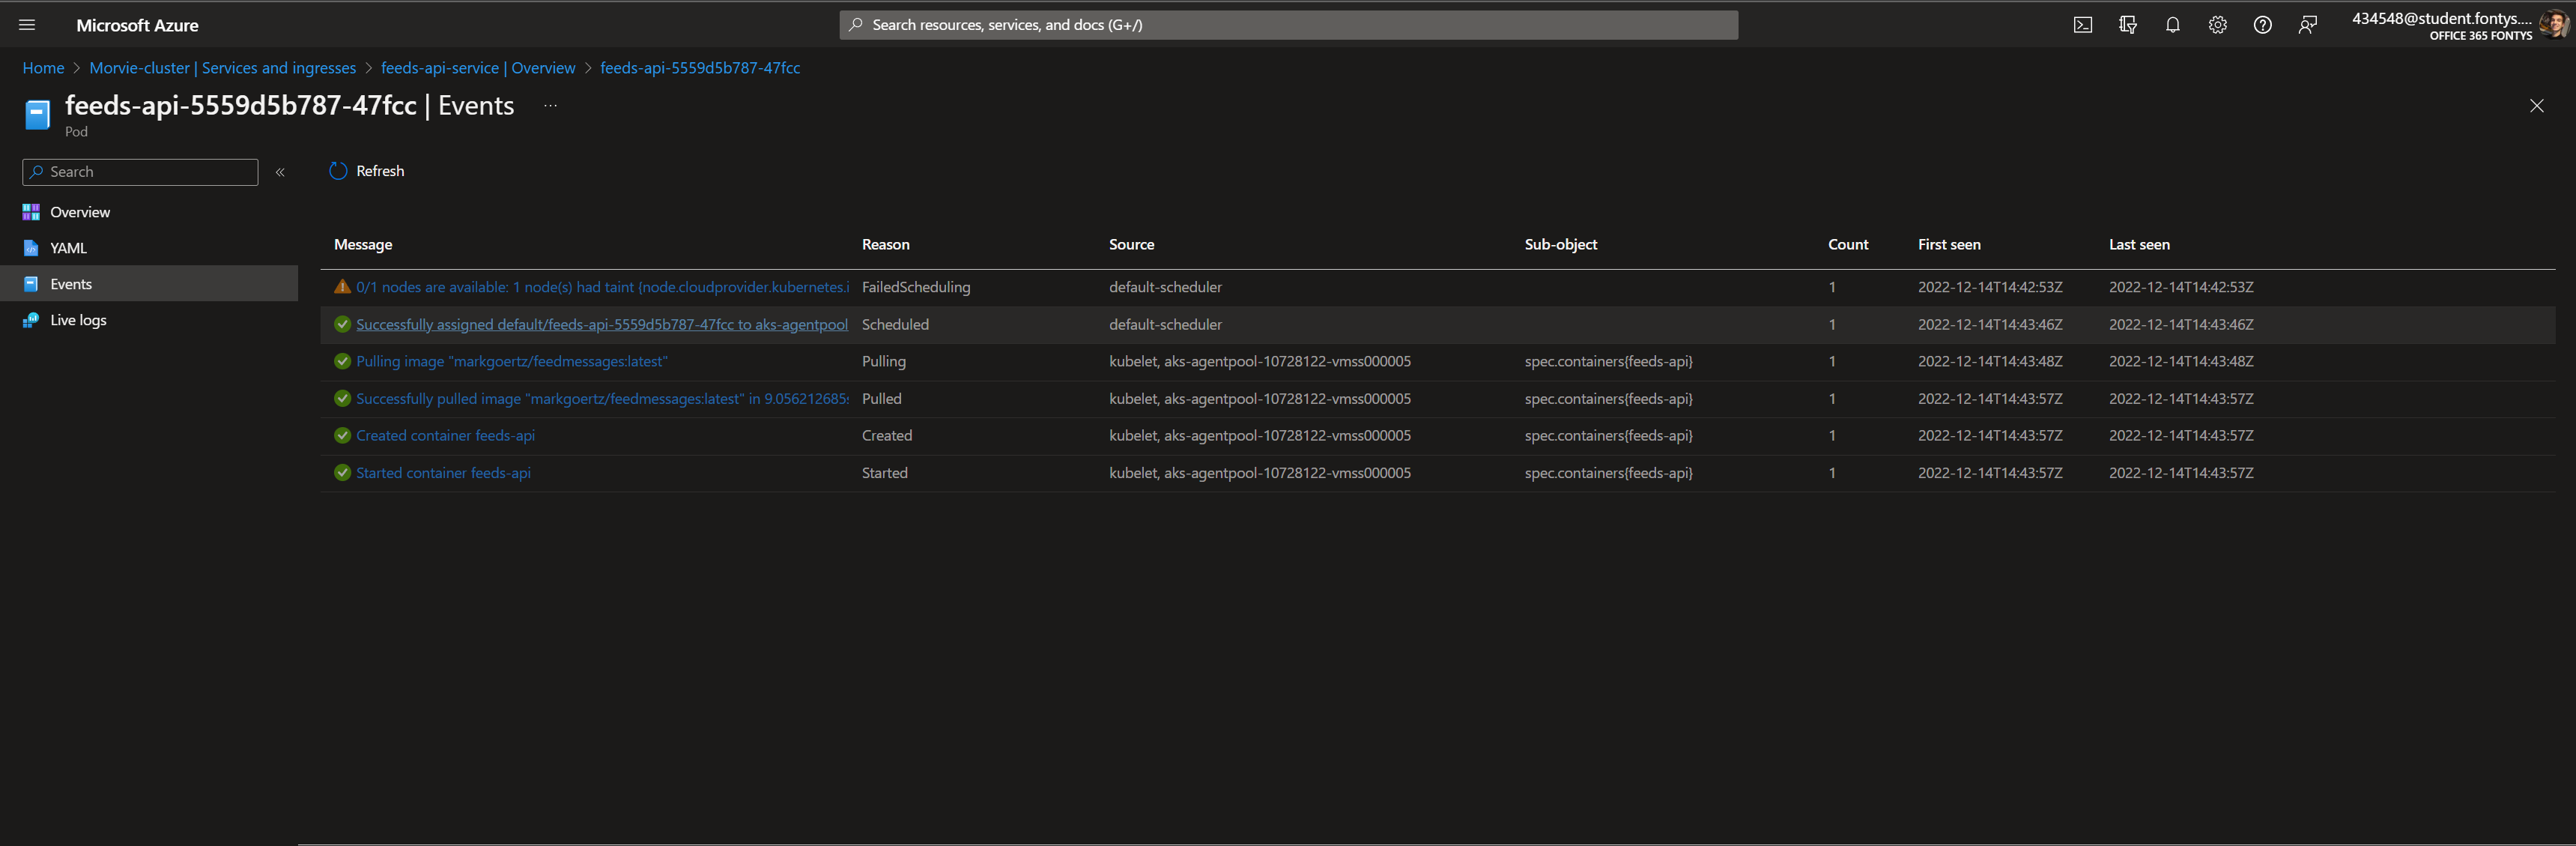 Microsoft Azure
Search resources, services, and docs (G+/)
434548@student.fontys....
OFFICE 365 FONTYS
Home > Morvie-cluster | Services and ingresses > feeds-api-service | Overview > feeds-api-5559d5b787-47fcc
feeds-api-5559d5b787-47fcc | Events ...
Pod
Search «
Refresh
Overview
YAML
Events
Live logs
Message Reason Source Sub-object Count First seen Last seen
0/1 nodes are available: 1 node(s) had taint {node.cloudprovider.kubernetes.i FailedScheduling default-scheduler 1 2022-12-14T14:42:53Z 2022-12-14T14:42:53Z
Successfully assigned default/feeds-api-5559d5b787-47fcc to aks-agentpool Scheduled default-scheduler 1 2022-12-14T14:43:46Z 2022-12-14T14:43:46Z
Pulling image "markgoertz/feedmessages:latest" Pulling kubelet, aks-agentpool-10728122-vmss000005 spec.containers{feeds-api} 1 2022-12-14T14:43:48Z 2022-12-14T14:43:48Z
Successfully pulled image "markgoertz/feedmessages:latest" in 9.056212685s Pulled kubelet, aks-agentpool-10728122-vmss000005 spec.containers{feeds-api} 1 2022-12-14T14:43:57Z 2022-12-14T14:43:57Z
Created container feeds-api Created kubelet, aks-agentpool-10728122-vmss000005 spec.containers{feeds-api} 1 2022-12-14T14:43:57Z 2022-12-14T14:43:57Z
Started container feeds-api Started kubelet, aks-agentpool-10728122-vmss000005 spec.containers{feeds-api} 1 2022-12-14T14:43:57Z 2022-12-14T14:43:57Z